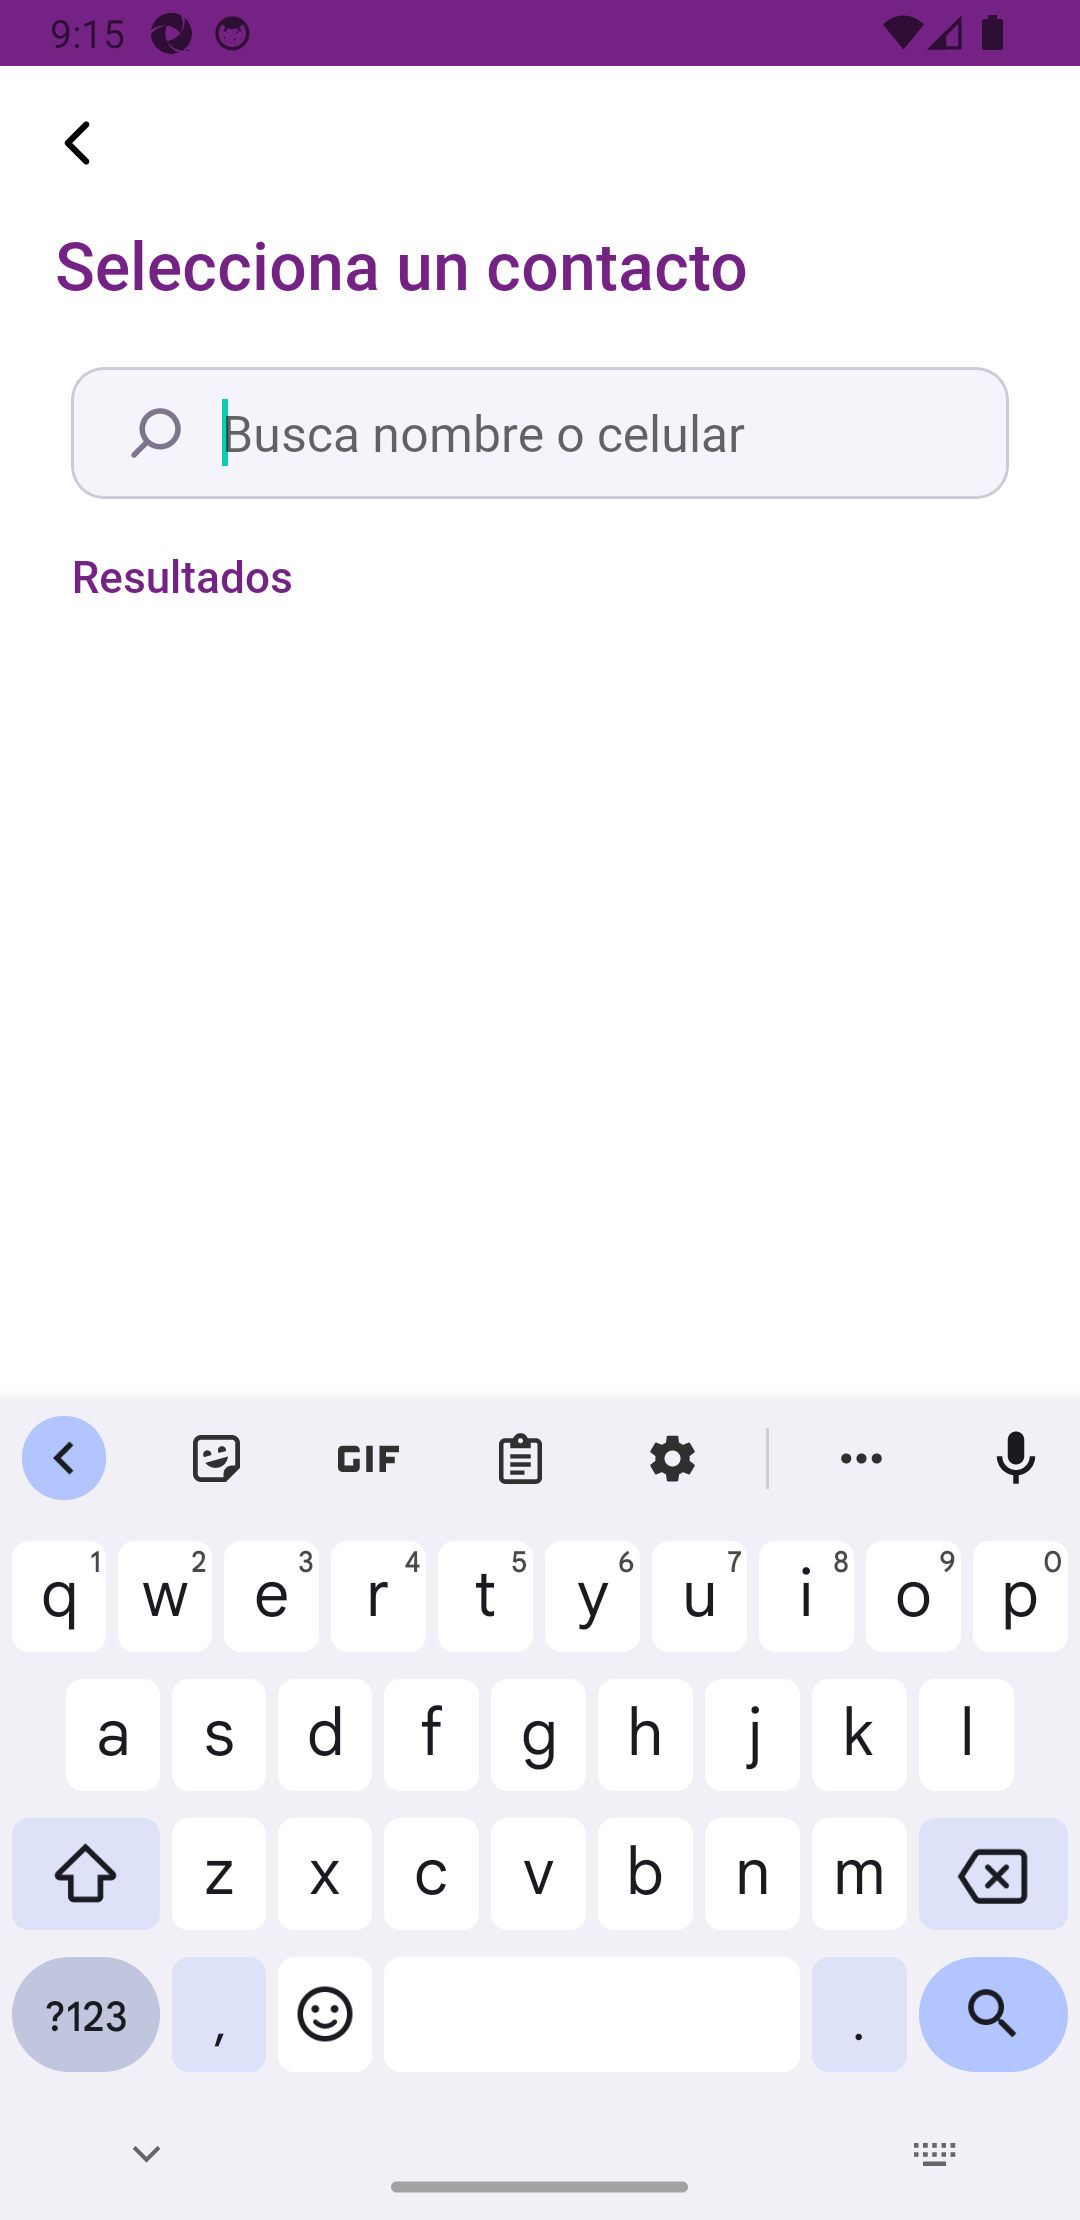 9:15
Selecciona un contacto
Busca nombre o celular
Resultados
GIF
q 1 w 2 e 3 r 4 t 5 y 6 u 7 i 8 o 9 p 0
a s d f g h j k l
z x c v b n m
?123 , .